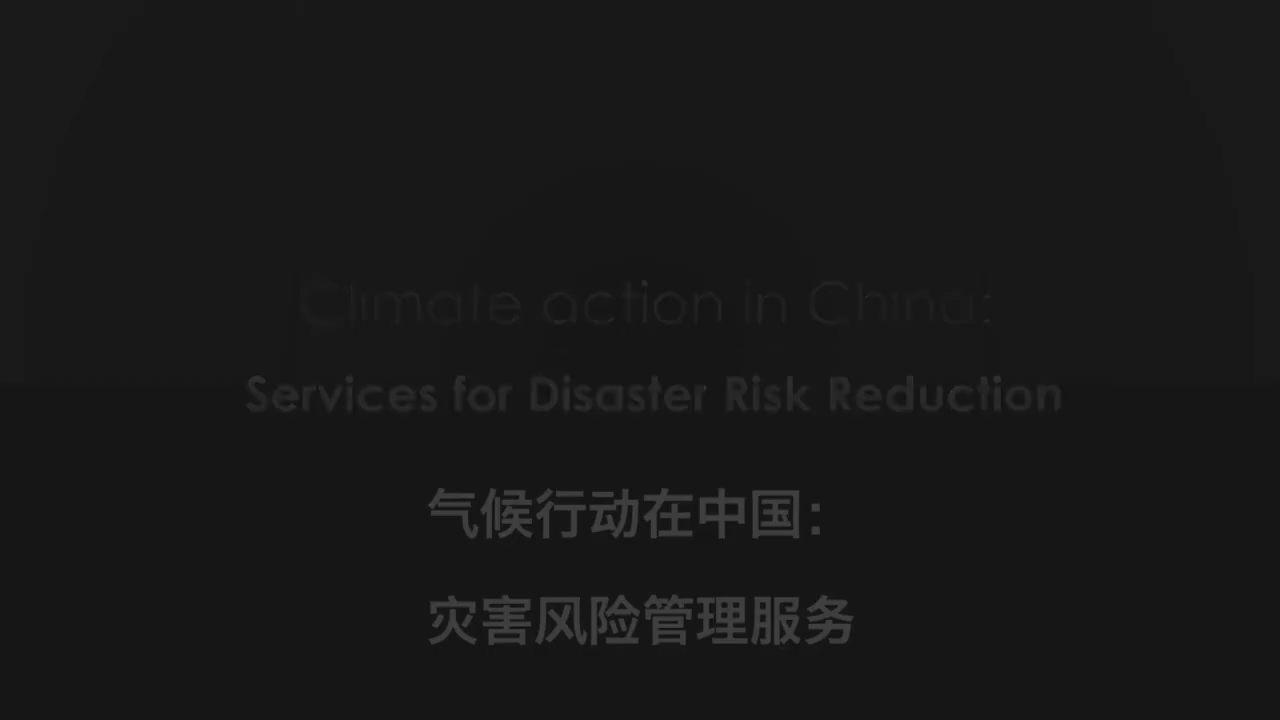 Climate action in China:
Services for Disaster Risk Reduction
气候行动在中国：
灾害风险管理服务